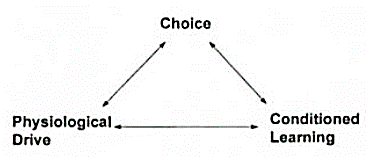 Choice
Physiological
Drive
Conditioned
Learning